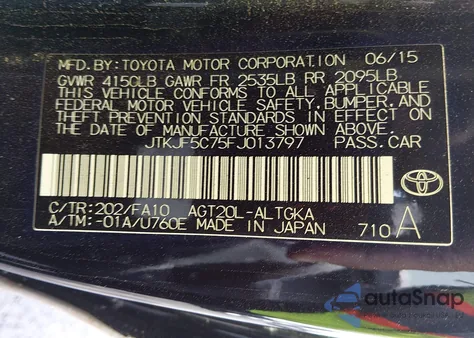 MFD. BY: TOYOTA MOTOR CORPORATION 06/15
GVWR 4150LB GAWR FR 2535LB RR 2095LB
THIS VEHICLE CONFORMS TO ALL APPLICABLE
FEDERAL MOTOR VEHICLE SAFETY, BUMPER, AND
THEFT PREVENTION STANDARDS IN EFFECT ON
THE DATE OF MANUFACTURE SHOWN ABOVE.
JTKJF5C75FJ013797 PASS. CAR
C/TR:202/FA10 AGT20L-ALTGKA
A/TM:-01A/U760E MADE IN JAPAN 710 A
TOYOTA
autoSnap